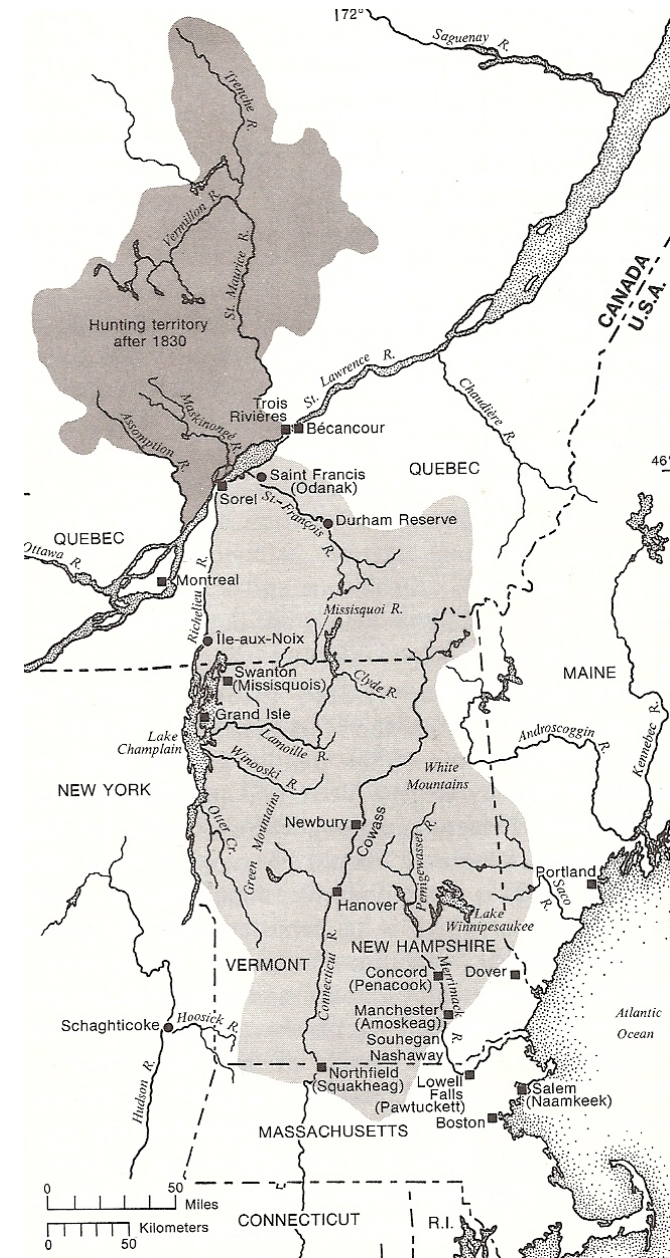 72°
Saguenay R.
Trenche R.
Vermillon R.
St. Maurice R.
CANADA
U.S.A.
Hunting territory
after 1830
St. Lawrence R.
Trois
Rivières
Bécancour
Maskinongé R.
Assomption R.
Chaudière R.
46°
QUEBEC
Saint Francis
(Odanak)
Sorel
St.-François R.
Durham Reserve
QUEBEC
Ottawa R.
Montreal
Richelieu R.
Missisquoi R.
Île-aux-Noix
MAINE
Swanton
(Missisquois)
Clyde R.
Grand Isle
Lake
Champlain
Lamoille R.
Androscoggin R.
Kennebec R.
Winooski R.
White
Mountains
NEW YORK
Otter Cr.
Green Mountains
Newbury
Cowass
Pemigewasset R.
Portland
Saco R.
Hanover
Lake
Winnipesaukee
NEW HAMPSHIRE
VERMONT
Connecticut R.
Concord
(Penacook)
Merrimack R.
Dover
Manchester
(Amoskeag)
Souhegan
Nashaway
Atlantic
Ocean
Schaghticoke
Hoosick R.
Hudson R.
Northfield
(Squakheag)
Lowell
Falls
(Pawtuckett)
Salem
(Naamkeek)
Boston
MASSACHUSETTS
0 50
Miles
Kilometers
0 50
CONNECTICUT
R.I.